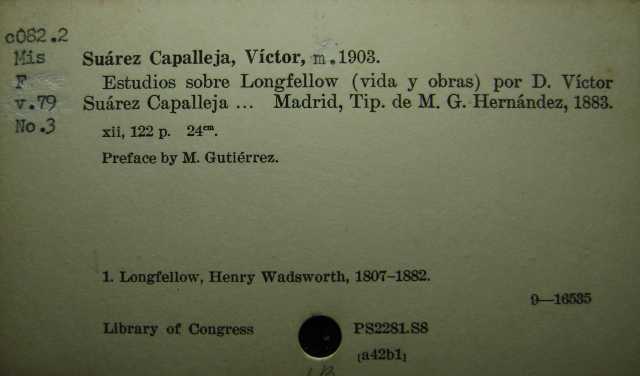 c082.2
Mis Suárez Capalleja, Víctor, m.1903.
F Estudios sobre Longfellow (vida y obras) por D. Víctor
v.79 Suárez Capalleja ... Madrid, Tip. de M. G. Hernández, 1883.
No.3 xii, 122 p. 24cm.
Preface by M. Gutiérrez.
1. Longfellow, Henry Wadsworth, 1807-1882.
9—16535
Library of Congress PS2281.S8
[a42b1]